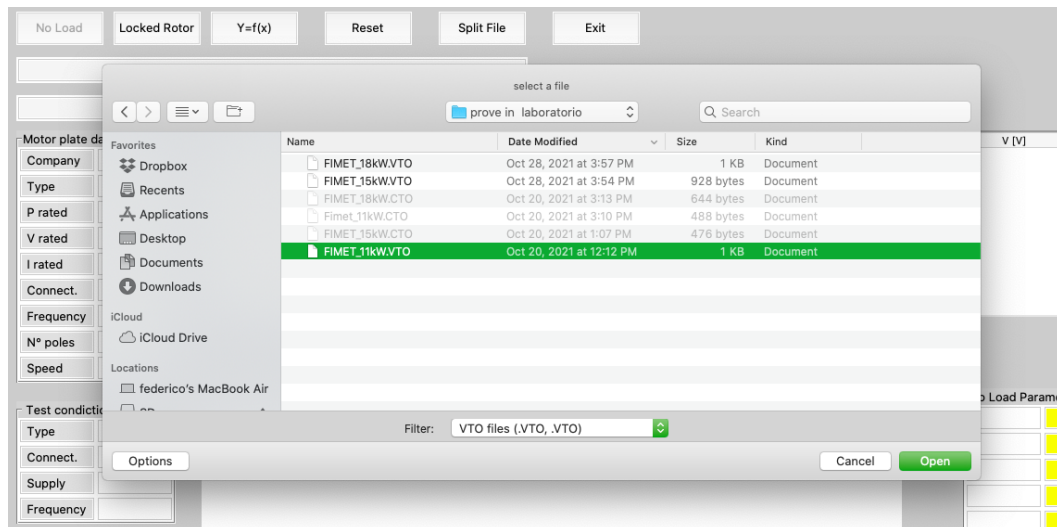 No Load Locked Rotor Y=f(x) Reset Split File Exit
select a file
prove in laboratorio Search
Motor plate da
Company
Type
P rated
V rated
I rated
Connect.
Frequency
N° poles
Speed
Test condictio
Type
Connect.
Supply
Frequency
Favorites
Dropbox
Recents
Applications
Desktop
Documents
Downloads
iCloud
iCloud Drive
Locations
federico's MacBook Air
Name Date Modified Size Kind
FIMET_18kW.VTO Oct 28, 2021 at 3:57 PM 1 KB Document
FIMET_15kW.VTO Oct 28, 2021 at 3:54 PM 928 bytes Document
FIMET_18kW.CTO Oct 20, 2021 at 3:13 PM 644 bytes Document
Fimet_11kW.CTO Oct 20, 2021 at 3:10 PM 488 bytes Document
FIMET_15kW.CTO Oct 20, 2021 at 1:07 PM 476 bytes Document
FIMET_11kW.VTO Oct 20, 2021 at 12:12 PM 1 KB Document
Filter: VTO files (.VTO, .VTO)
Options Cancel Open
V [V]
o Load Parame